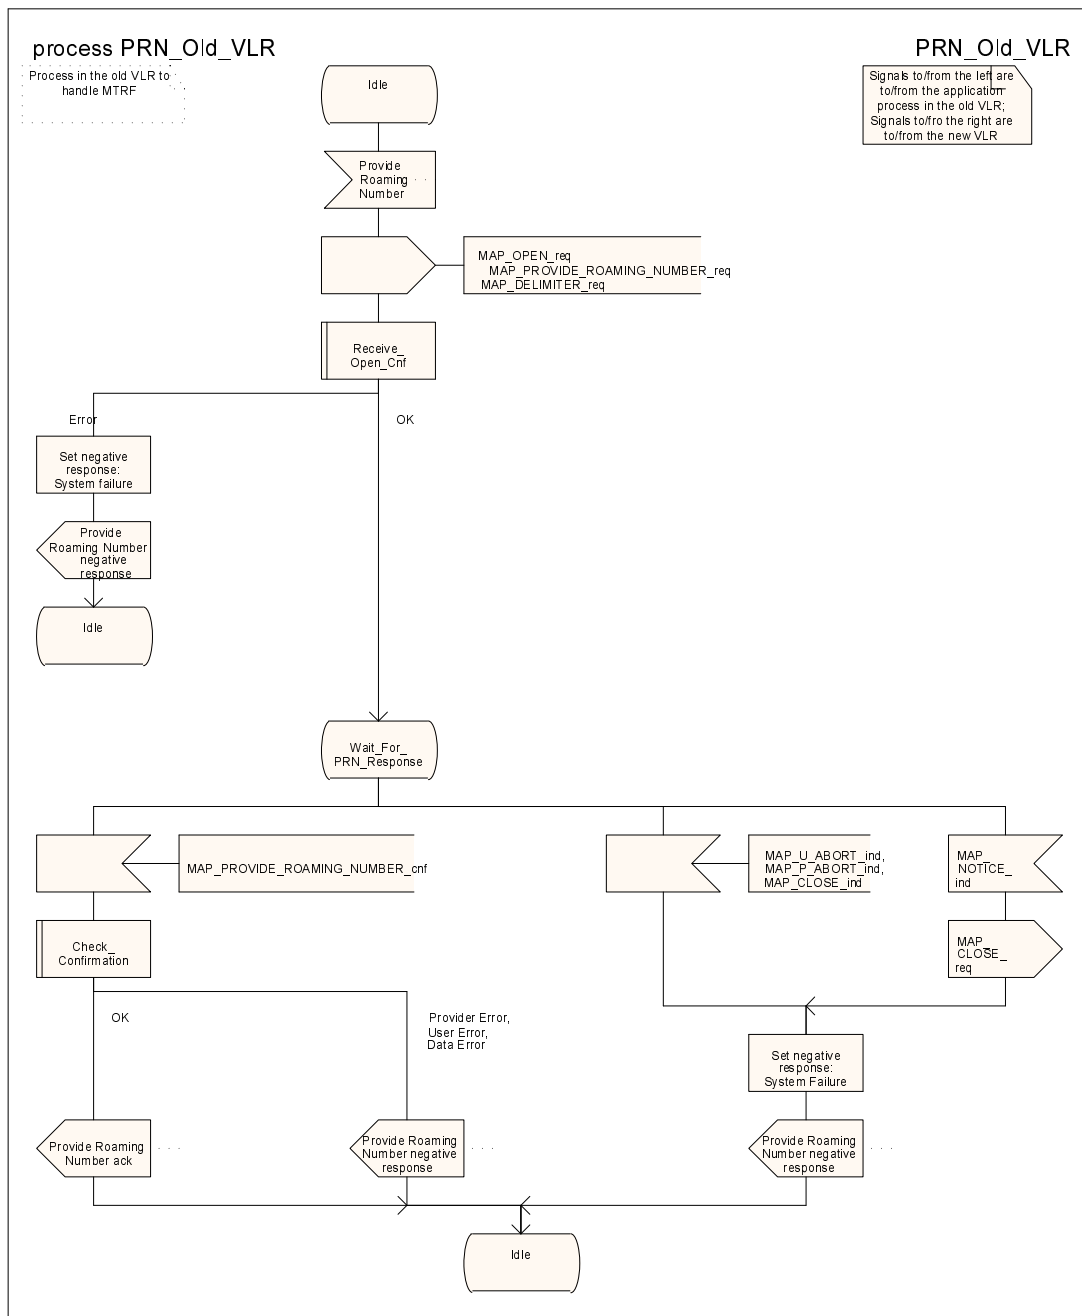 process PRN_Old_VLR
PRN_Old_VLR
Process in the old VLR to
handle MTRF
Idle
Signals to/from the left are
to/from the application
process in the old VLR;
Signals to/fro the right are
to/from the new VLR
Provide
Roaming
Number
MAP_OPEN_req
MAP_PROVIDE_ROAMING_NUMBER_req
MAP_DELIMITER_req
Receive_
Open_Cnf
Error
OK
Set negative
response:
System failure
Provide
Roaming Number
negative
response
Idle
Wait_For_
PRN_Response
MAP_PROVIDE_ROAMING_NUMBER_cnf
MAP_U_ABORT_ind,
MAP_P_ABORT_ind,
MAP_CLOSE_ind
MAP_
NOTICE_
ind
Check_
Confirmation
MAP_
CLOSE_
req
OK
Provider Error,
User Error,
Data Error
Set negative
response:
System Failure
Provide Roaming
Number ack
Provide Roaming
Number negative
response
Provide Roaming
Number negative
response
Idle